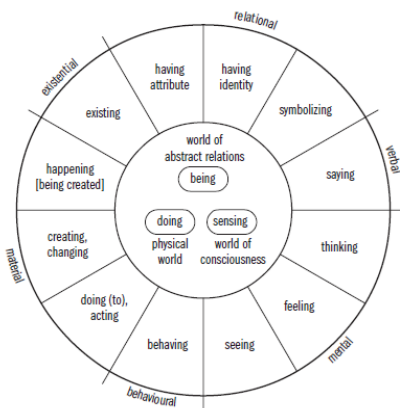 relational
having
attribute
having
identity
symbolizing
verbal
saying
thinking
feeling
mental
seeing
behaving
behavioural
doing (to),
acting
creating,
changing
material
happening
[being created]
existing
existential
world of
abstract relations
being
doing
physical
world
sensing
world of
consciousness